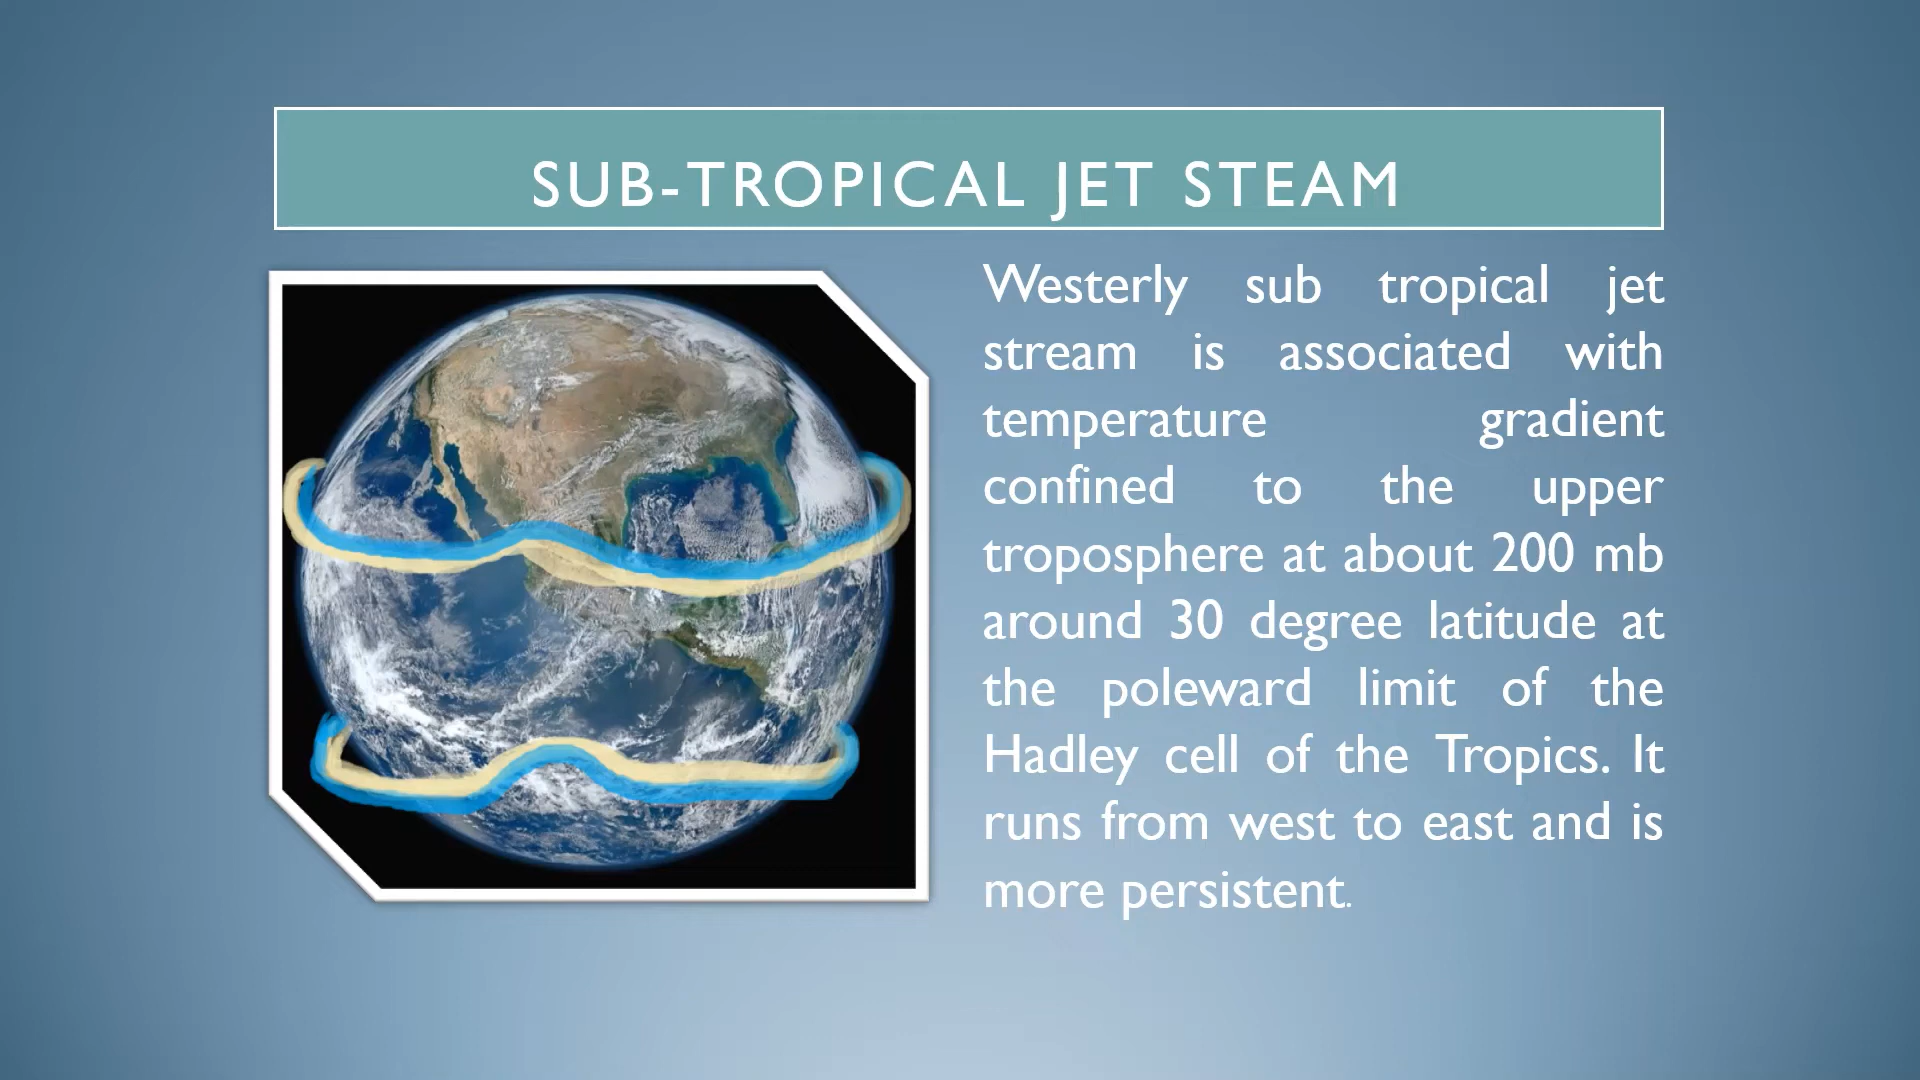 SUB-TROPICAL JET STEAM
Westerly sub tropical jet
stream is associated with
temperature gradient
confined to the upper
troposphere at about 200 mb
around 30 degree latitude at
the poleward limit of the
Hadley cell of the Tropics. It
runs from west to east and is
more persistent.